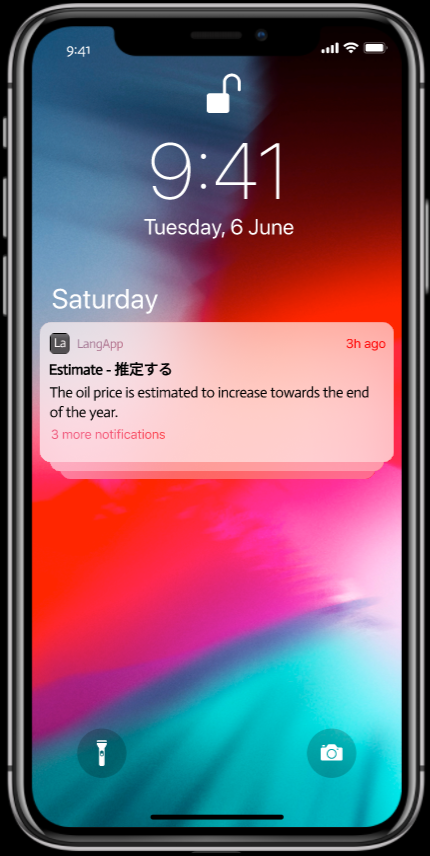 9:41
9:41
Tuesday, 6 June
Saturday
La LangApp 3h ago
Estimate - 推定する
The oil price is estimated to increase towards the end
of the year.
3 more notifications